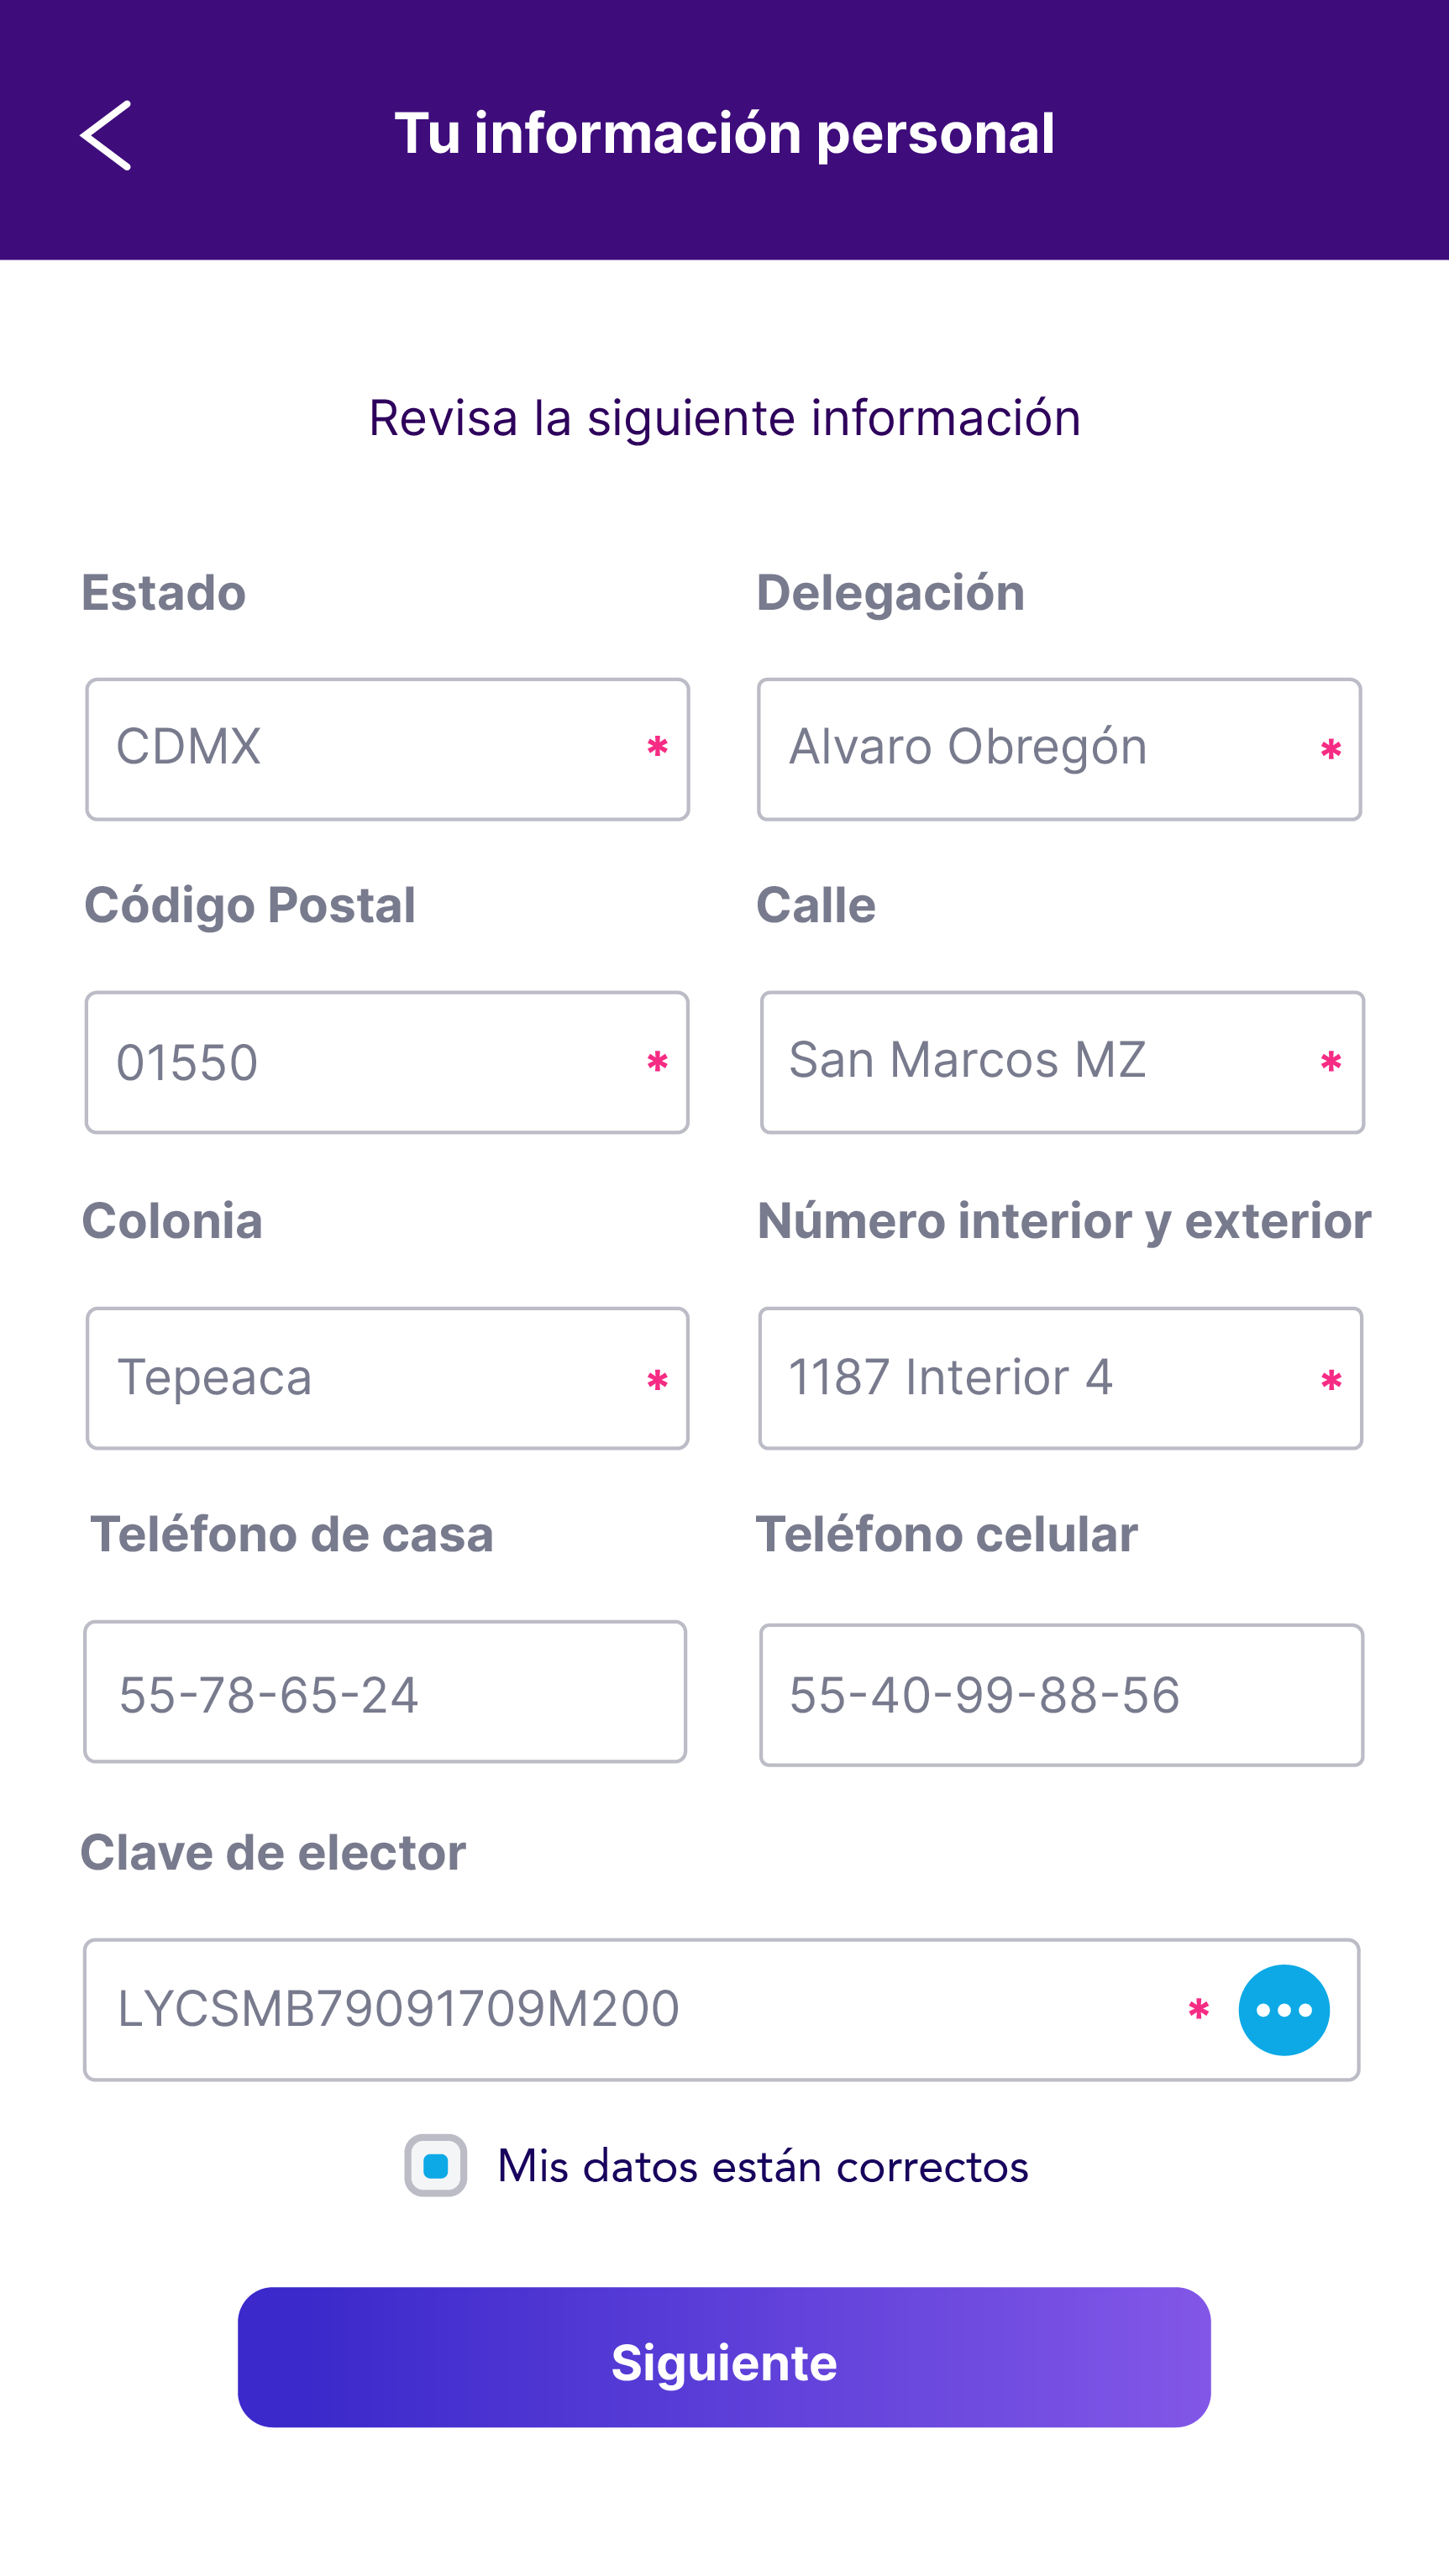 Tu información personal
Revisa la siguiente información
Estado
Delegación
CDMX *
Alvaro Obregón *
Código Postal
Calle
01550 *
San Marcos MZ *
Colonia
Número interior y exterior
Tepeaca *
1187 Interior 4 *
Teléfono de casa
Teléfono celular
55-78-65-24
55-40-99-88-56
Clave de elector
LYCSMB79091709M200 *
Mis datos están correctos
Siguiente